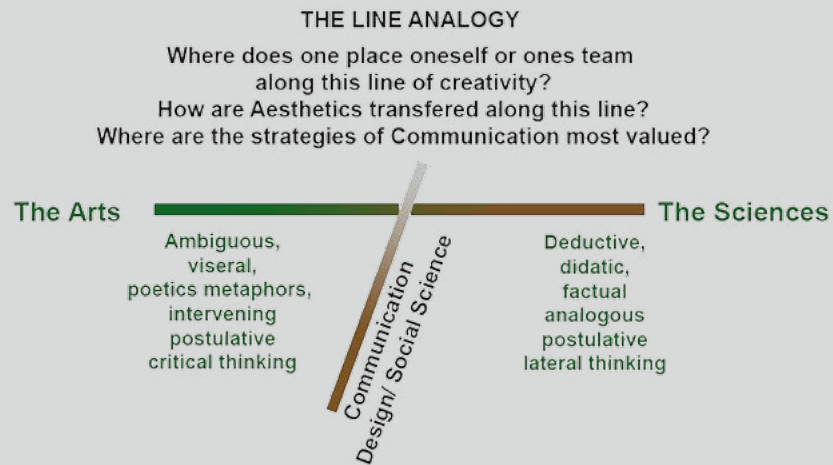 THE LINE ANALOGY
Where does one place oneself or ones team
along this line of creativity?
How are Aesthetics transfered along this line?
Where are the strategies of Communication most valued?
The Arts
The Sciences
Ambiguous,
viseral,
poetics metaphors,
intervening
postulative
critical thinking
Communication
Design/ Social Science
Deductive,
didatic,
factual
analogous
postulative
lateral thinking